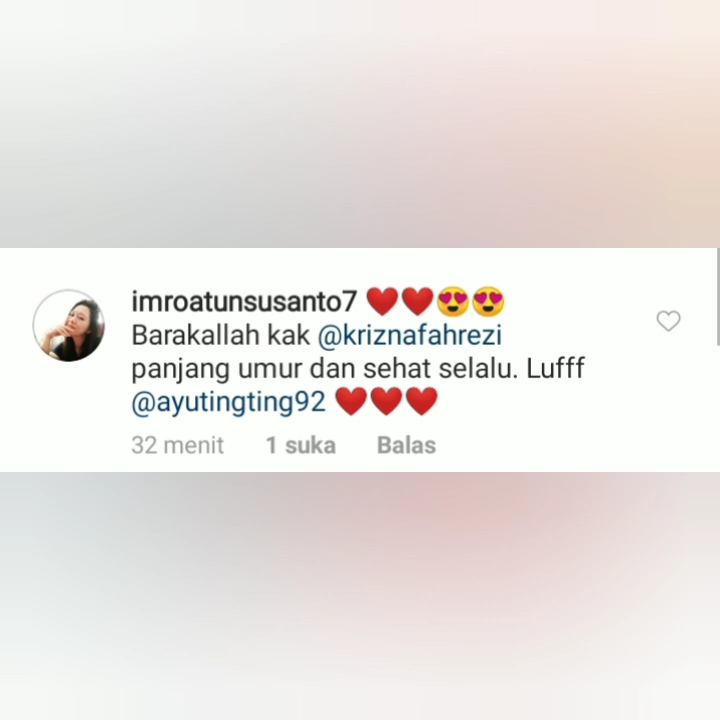 imroatunsusanto7 ❤️❤️😍😍
Barakallah kak @kriznafahrezi
panjang umur dan sehat selalu. Lufff
@ayutingting92 ❤️❤️❤️
32 menit 1 suka Balas